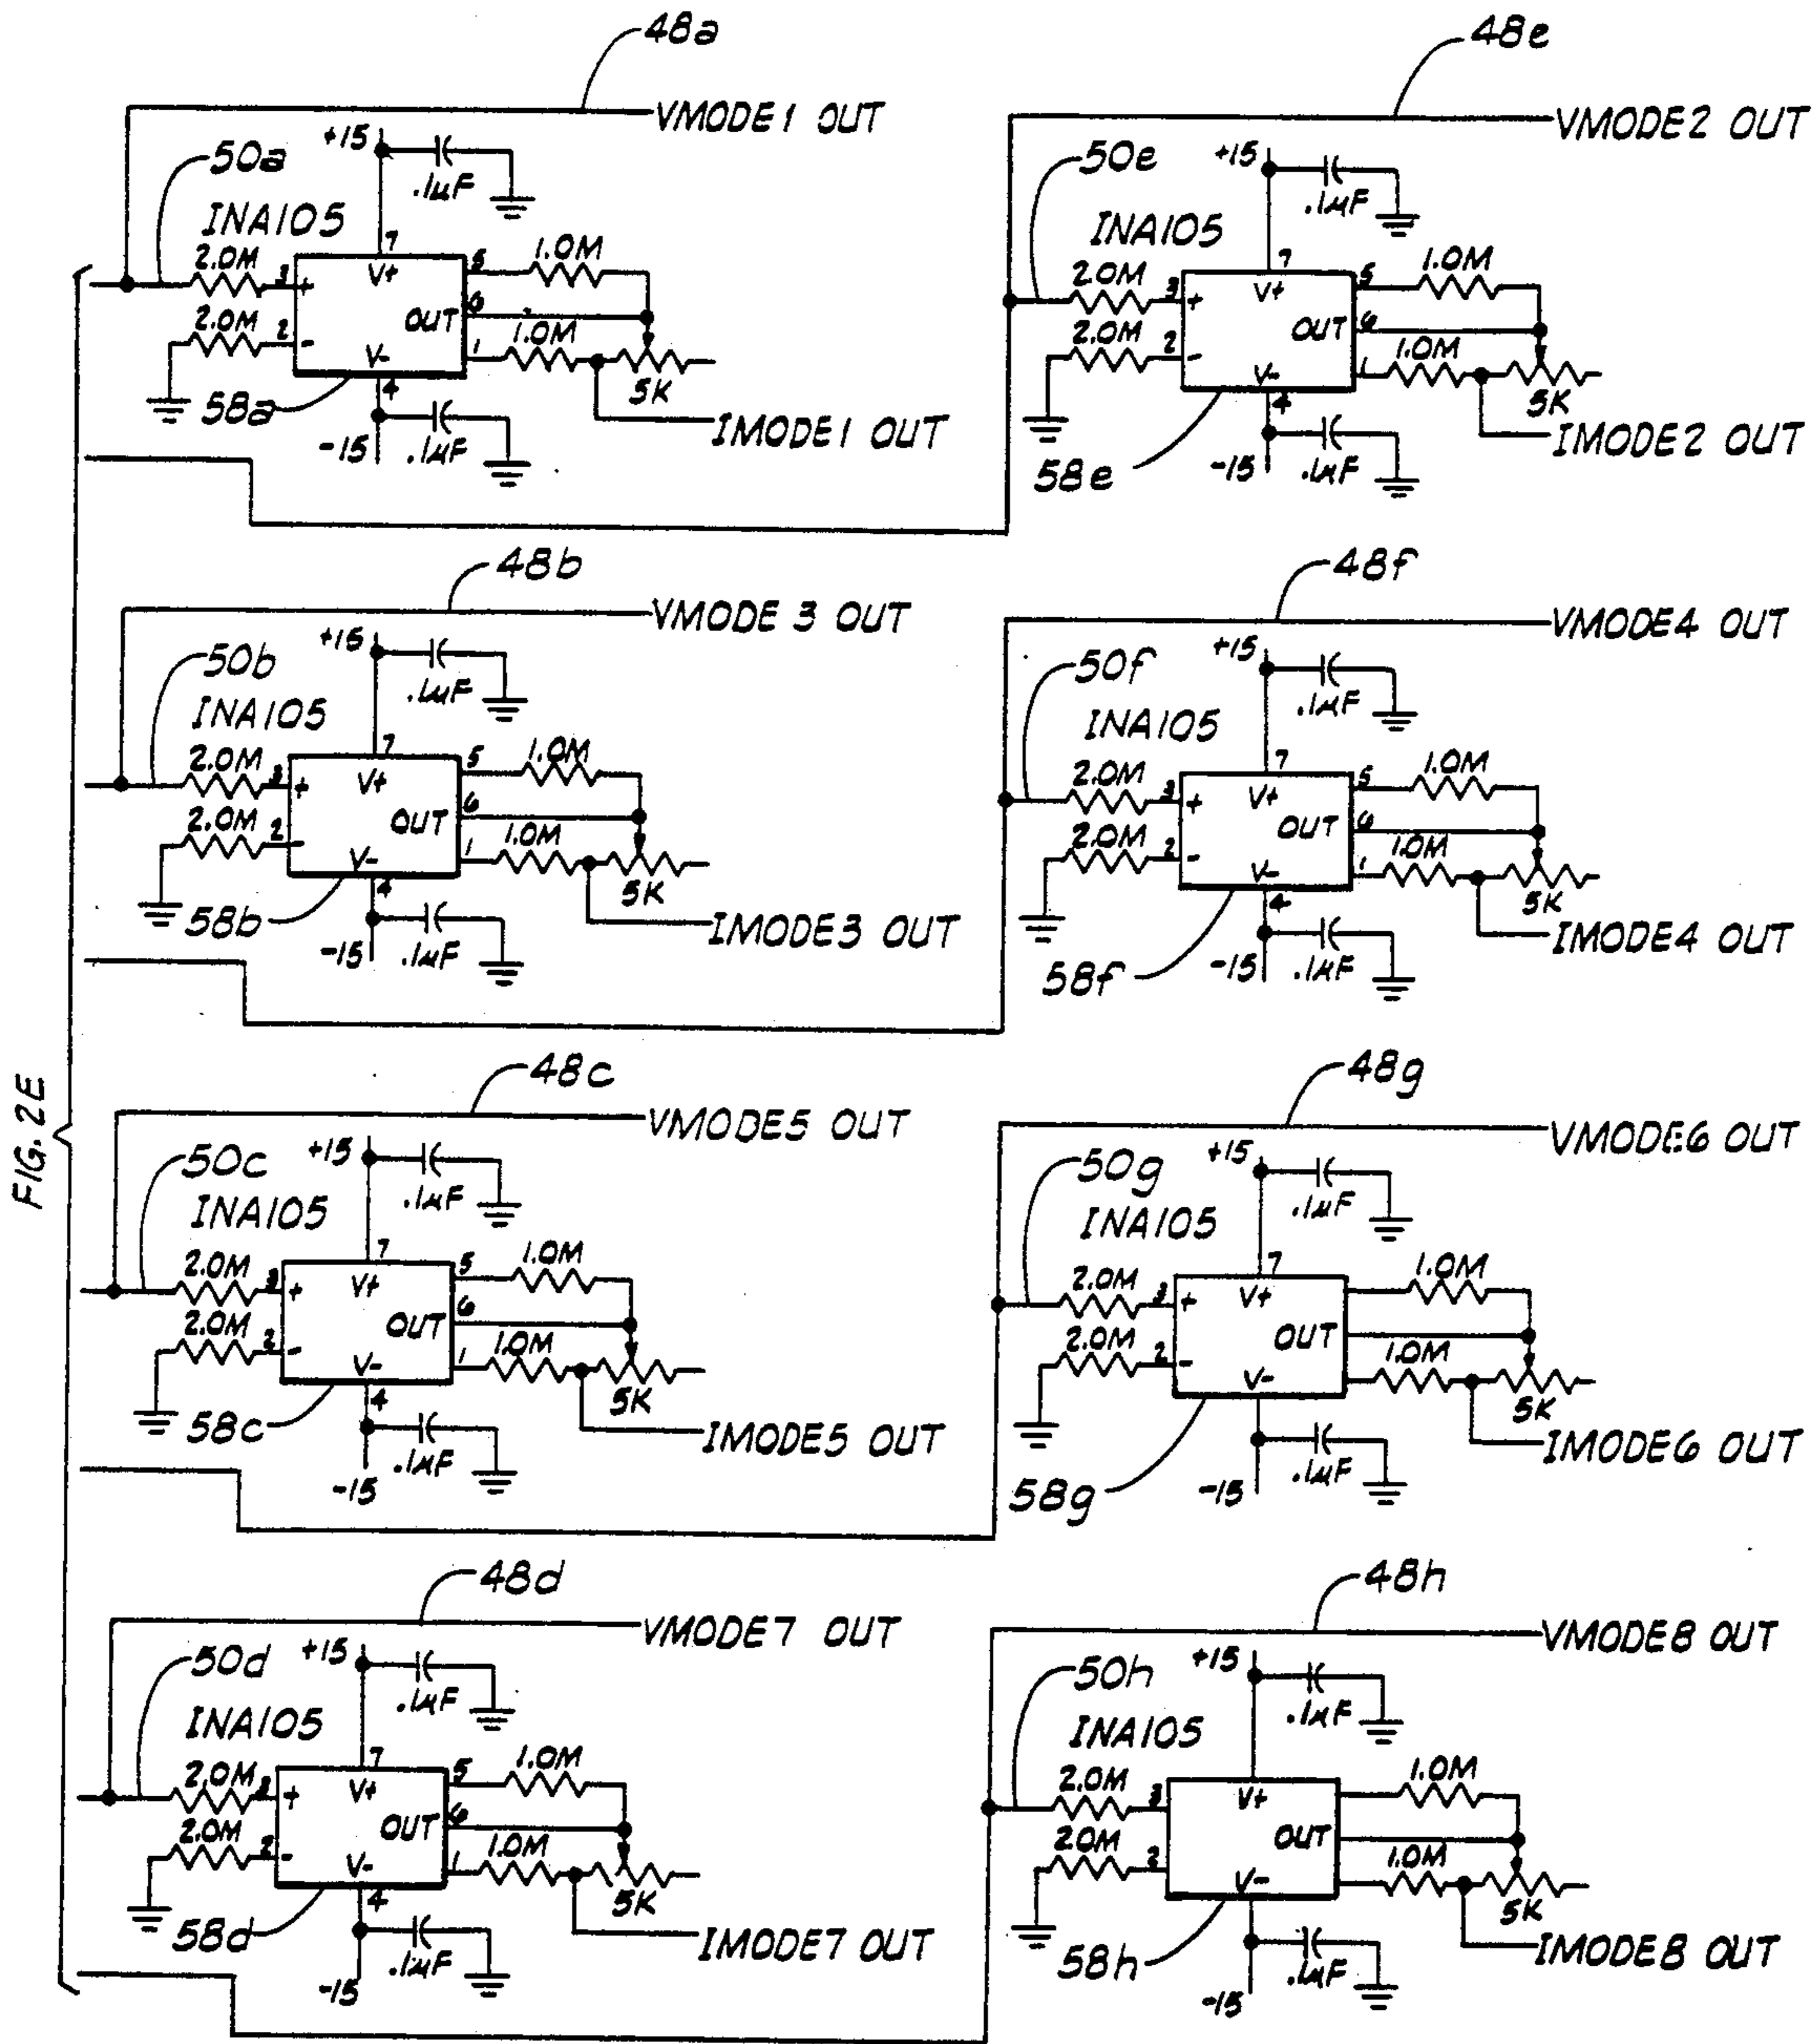 48a
VMODE1 OUT
+15
50a
.1µF
INA105
2.0M
3
+
7
V+
5
1.0M
6
OUT
2.0M
2
-
V-
1
1.0M
5K
4
58a
-15
.1µF
IMODE1 OUT
48e
VMODE2 OUT
+15
50e
.1µF
INA105
2.0M
3
+
7
V+
5
1.0M
6
OUT
2.0M
2
-
V-
1
1.0M
5K
4
58e
-15
.1µF
IMODE2 OUT
48b
VMODE 3 OUT
+15
50b
.1µF
INA105
2.0M
3
+
7
V+
5
1.0M
6
OUT
2.0M
2
-
V-
1
1.0M
5K
4
58b
-15
.1µF
IMODE3 OUT
48f
VMODE4 OUT
+15
50f
.1µF
INA105
2.0M
3
+
7
V+
5
1.0M
6
OUT
2.0M
2
-
V-
1
1.0M
5K
4
58f
-15
.1µF
IMODE4 OUT
FIG. 2E
48c
VMODE5 OUT
+15
50c
.1µF
INA105
2.0M
3
+
7
V+
5
1.0M
6
OUT
2.0M
2
-
V-
1
1.0M
5K
4
58c
-15
.1µF
IMODE5 OUT
48g
VMODE6 OUT
+15
50g
.1µF
INA105
2.0M
3
+
7
V+
1.0M
OUT
2.0M
2
-
V-
1.0M
5K
58g
-15
.1µF
IMODE6 OUT
48d
VMODE7 OUT
+15
50d
.1µF
INA105
2.0M
3
+
7
V+
5
1.0M
6
OUT
2.0M
2
-
V-
1
1.0M
5K
4
58d
-15
.1µF
IMODE7 OUT
48h
VMODE8 OUT
+15
50h
.1µF
INA105
2.0M
3
V+
1.0M
OUT
2.0M
2
V-
1.0M
5K
58h
-15
.1µF
IMODE8 OUT